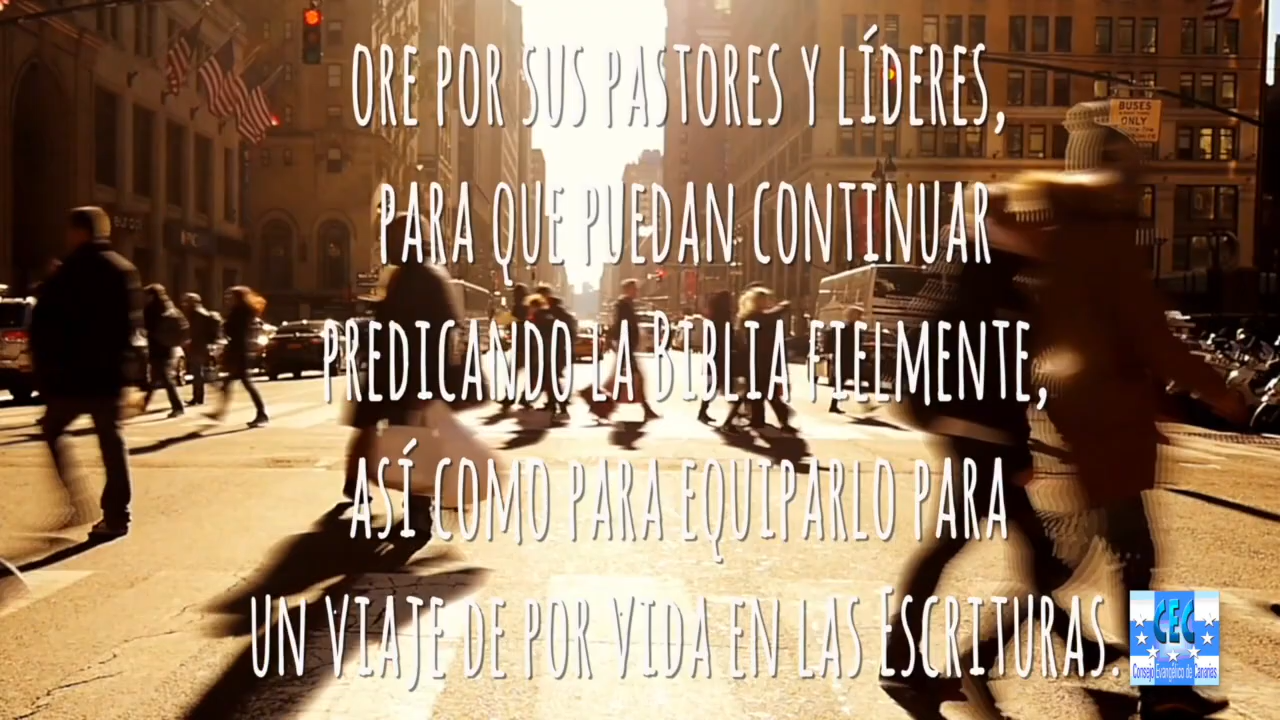 ORE POR SUS PASTORES Y LÍDERES,
PARA QUE PUEDAN CONTINUAR
PREDICANDO LA BIBLIA FIELMENTE,
ASÍ COMO PARA EQUIPARLO PARA
UN VIAJE DE POR VIDA EN LAS ESCRITURAS.
BUSES
ONLY
CEC
Consejo Evangélico de Canarias